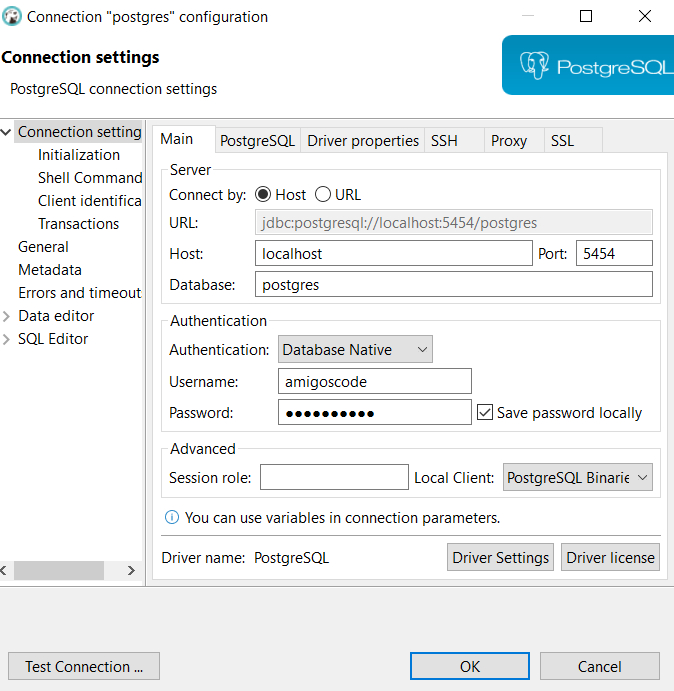 Connection "postgres" configuration
Connection settings
PostgreSQL connection settings
PostgreSQL
Connection setting
Initialization
Shell Command
Client identifica
Transactions
General
Metadata
Errors and timeout
Data editor
SQL Editor
Main PostgreSQL Driver properties SSH Proxy SSL
Server
Connect by: Host URL
URL: jdbc:postgresql://localhost:5454/postgres
Host: localhost Port: 5454
Database: postgres
Authentication
Authentication: Database Native
Username: amigoscode
Password: ●●●●●●●●●● Save password locally
Advanced
Session role: Local Client: PostgreSQL Binarie
You can use variables in connection parameters.
Driver name: PostgreSQL Driver Settings Driver license
Test Connection ... OK Cancel